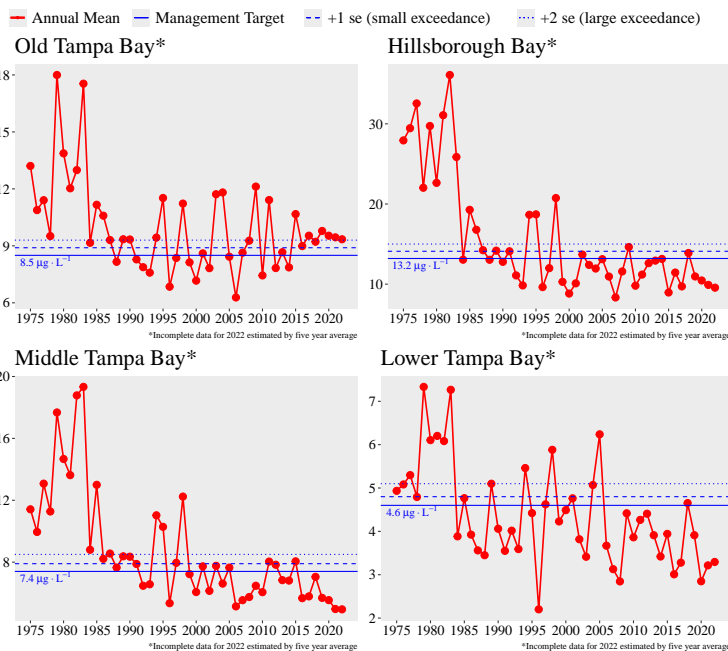 Annual Mean Management Target +1 se (small exceedance) +2 se (large exceedance)
Old Tampa Bay* Hillsborough Bay*
18
15
12
9
6
8.5 μg · L⁻¹
1975 1980 1985 1990 1995 2000 2005 2010 2015 2020
*Incomplete data for 2022 estimated by five year average
30
20
10
13.2 μg · L⁻¹
1975 1980 1985 1990 1995 2000 2005 2010 2015 2020
*Incomplete data for 2022 estimated by five year average
Middle Tampa Bay* Lower Tampa Bay*
20
16
12
8
7.4 μg · L⁻¹
1975 1980 1985 1990 1995 2000 2005 2010 2015 2020
*Incomplete data for 2022 estimated by five year average
7
6
5
4
3
2
4.6 μg · L⁻¹
1975 1980 1985 1990 1995 2000 2005 2010 2015 2020
*Incomplete data for 2022 estimated by five year average